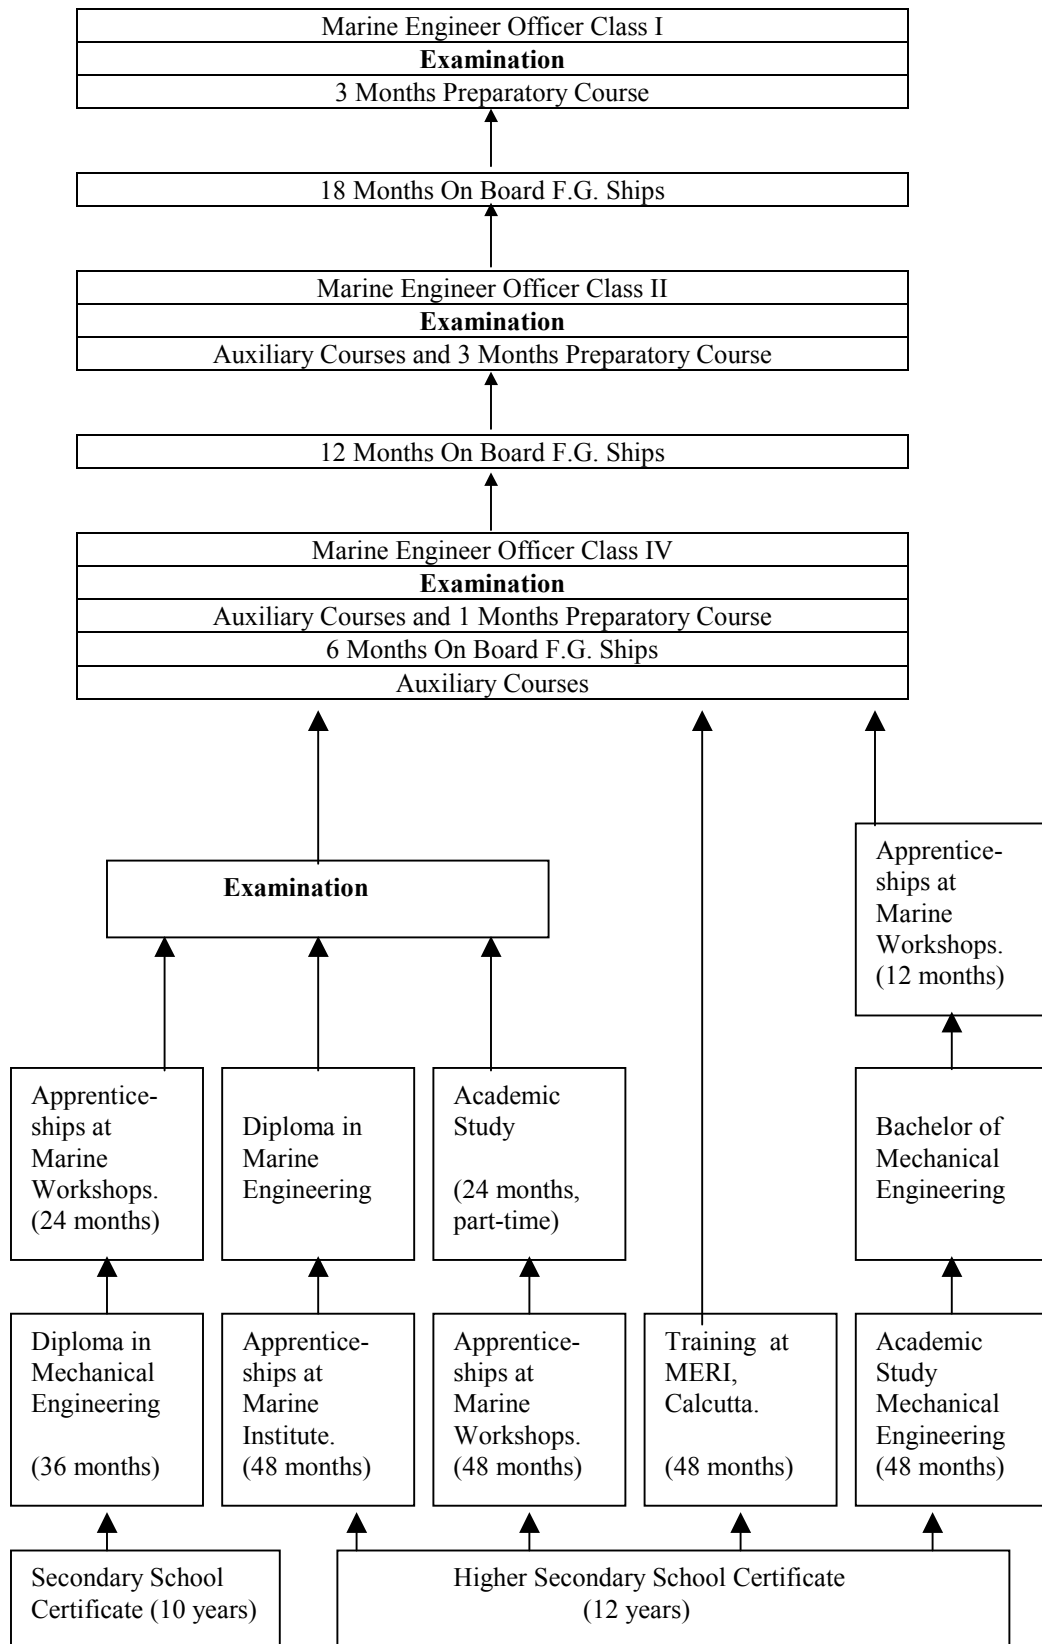 Marine Engineer Officer Class I
Examination
3 Months Preparatory Course
18 Months On Board F.G. Ships
Marine Engineer Officer Class II
Examination
Auxiliary Courses and 3 Months Preparatory Course
12 Months On Board F.G. Ships
Marine Engineer Officer Class IV
Examination
Auxiliary Courses and 1 Months Preparatory Course
6 Months On Board F.G. Ships
Auxiliary Courses
Apprentice-
ships at
Marine
Workshops.
(12 months)
Examination
Apprentice-
ships at
Marine
Workshops.
(24 months)
Diploma in
Marine
Engineering
Academic
Study
(24 months,
part-time)
Bachelor of
Mechanical
Engineering
Diploma in
Mechanical
Engineering
(36 months)
Apprentice-
ships at
Marine
Institute.
(48 months)
Apprentice-
ships at
Marine
Workshops.
(48 months)
Training at
MERI,
Calcutta.
(48 months)
Academic
Study
Mechanical
Engineering
(48 months)
Secondary School
Certificate (10 years)
Higher Secondary School Certificate
(12 years)